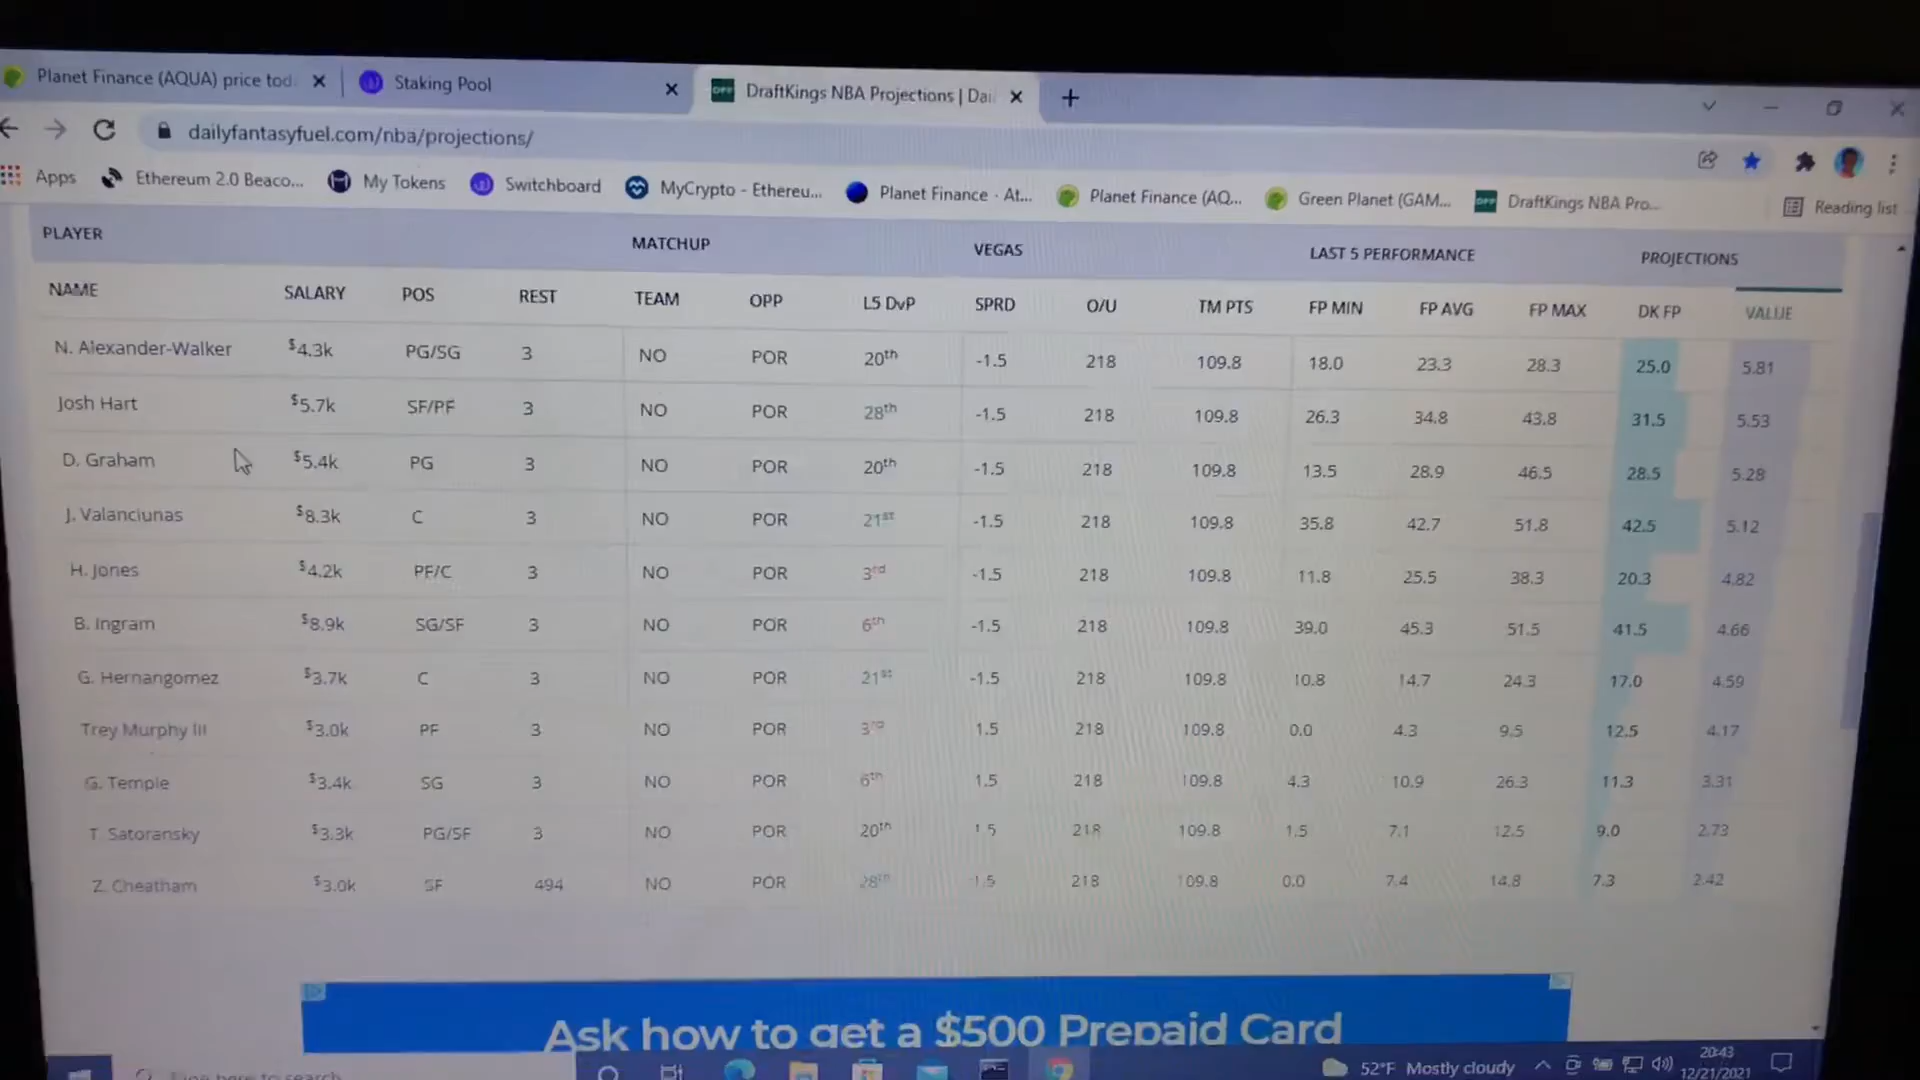 Planet Finance (AQUA) price tod
Staking Pool
DraftKings NBA Projections | Dai
dailyfantasyfuel.com/nba/projections/
Apps
Ethereum 2.0 Beaco...
My Tokens
Switchboard
MyCrypto - Ethereu...
Planet Finance - At...
Planet Finance (AQ...
Green Planet (GAM...
DraftKings NBA Pro...
Reading list
PLAYER MATCHUP VEGAS LAST 5 PERFORMANCE PROJECTIONS
NAME SALARY POS REST TEAM OPP L5 DvP SPRD O/U TM PTS FP MIN FP AVG FP MAX DK FP VALUE
N. Alexander-Walker $4.3k PG/SG 3 NO POR 20th -1.5 218 109.8 18.0 23.3 28.3 25.0 5.81
Josh Hart $5.7k SF/PF 3 NO POR 28th -1.5 218 109.8 26.3 34.8 43.8 31.5 5.53
D. Graham $5.4k PG 3 NO POR 20th -1.5 218 109.8 13.5 28.9 46.5 28.5 5.28
J. Valanciunas $8.3k C 3 NO POR 21st -1.5 218 109.8 35.8 42.7 51.8 42.5 5.12
H. Jones $4.2k PF/C 3 NO POR 3rd -1.5 218 109.8 11.8 25.5 38.3 20.3 4.82
B. Ingram $8.9k SG/SF 3 NO POR 6th -1.5 218 109.8 39.0 45.3 51.5 41.5 4.66
G. Hernangomez $3.7k C 3 NO POR 21st -1.5 218 109.8 10.8 14.7 24.3 17.0 4.59
Trey Murphy III $3.0k PF 3 NO POR 3rd 1.5 218 109.8 0.0 4.3 9.5 12.5 4.17
G. Temple $3.4k SG 3 NO POR 6th 1.5 218 109.8 4.3 10.9 26.3 11.3 3.31
T. Satoransky $3.3k PG/SF 3 NO POR 20th 1.5 218 109.8 1.5 7.1 12.5 9.0 2.73
Z. Cheatham $3.0k SF 494 NO POR 28th -1.5 218 109.8 0.0 7.4 14.8 7.3 2.42
Ask how to get a $500 Prepaid Card
Type here to search
52°F Mostly cloudy
20:43
12/21/2021